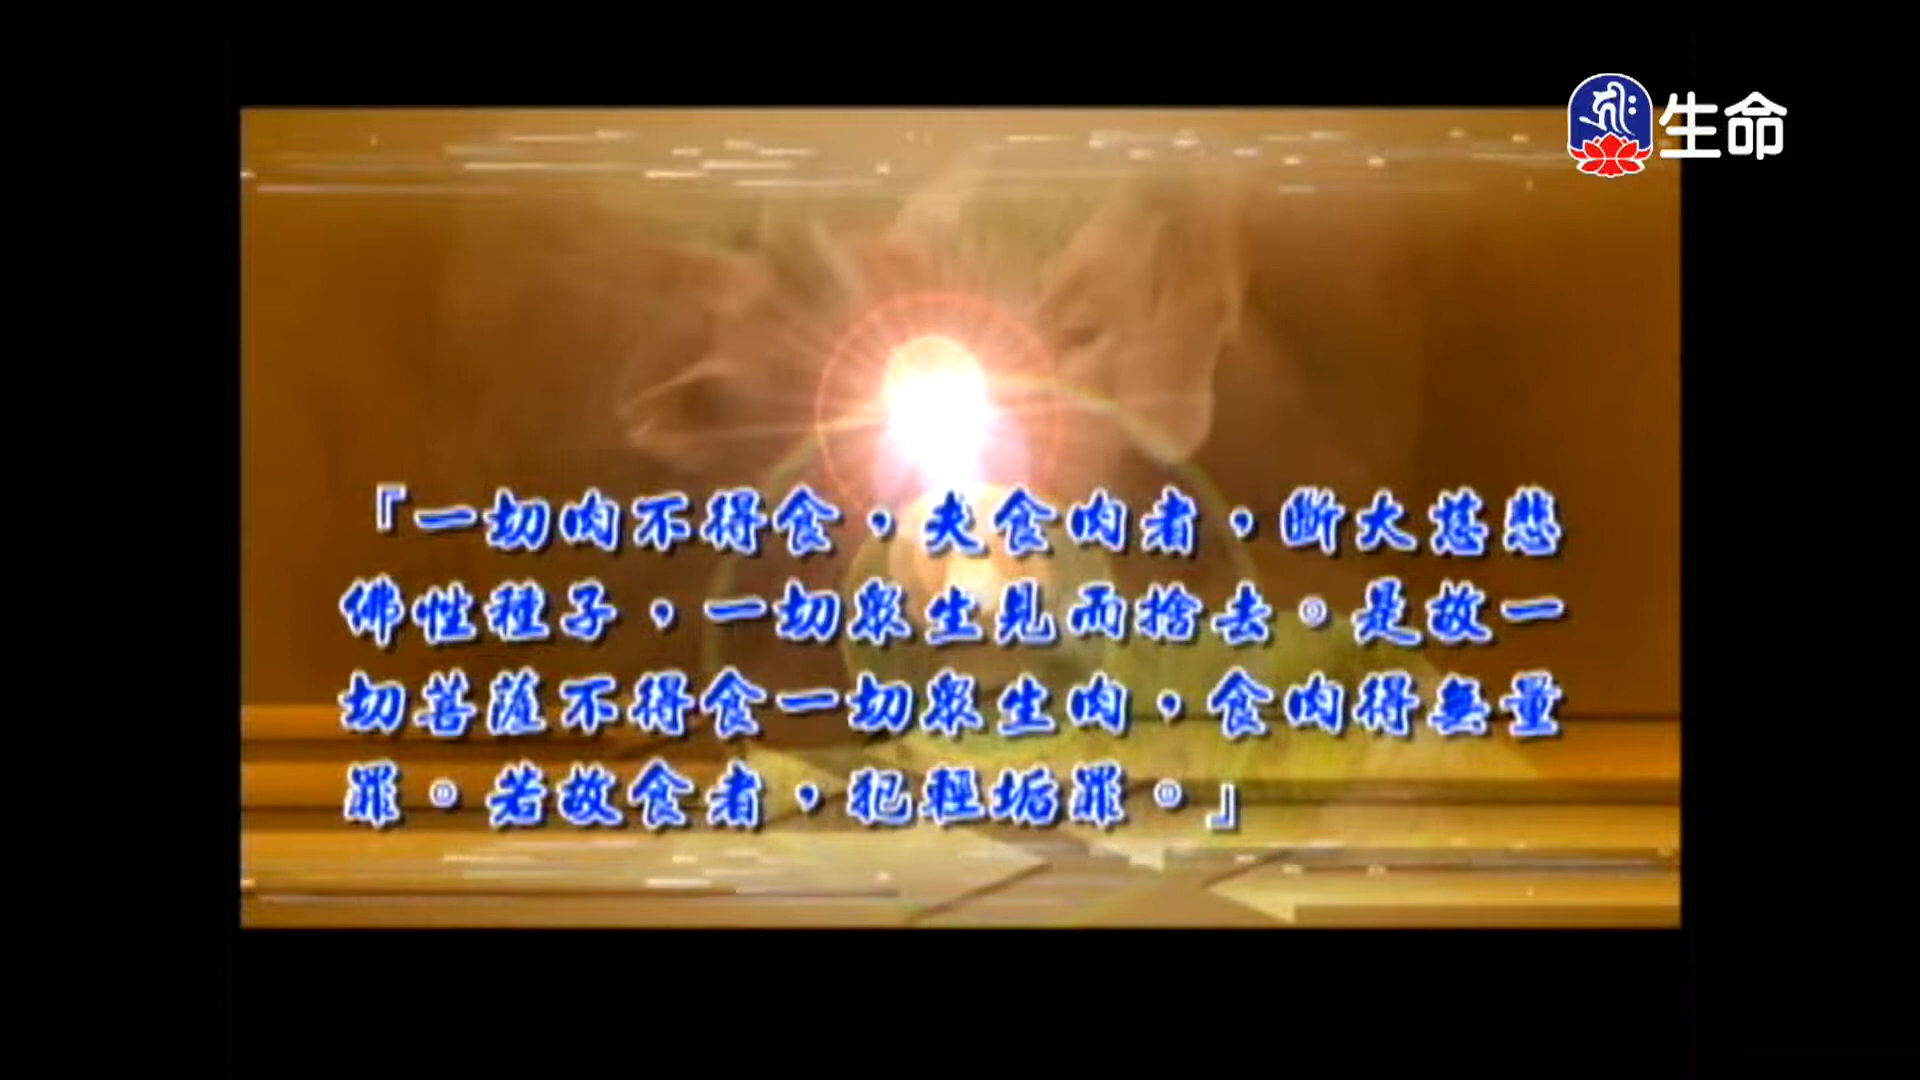 生命
「一切肉不得食，夫食肉者，斷大慈悲
佛性種子，一切眾生見而捨去。是故一
切菩薩不得食一切眾生肉，食肉得無量
罪。若故食者，犯輕垢罪。」